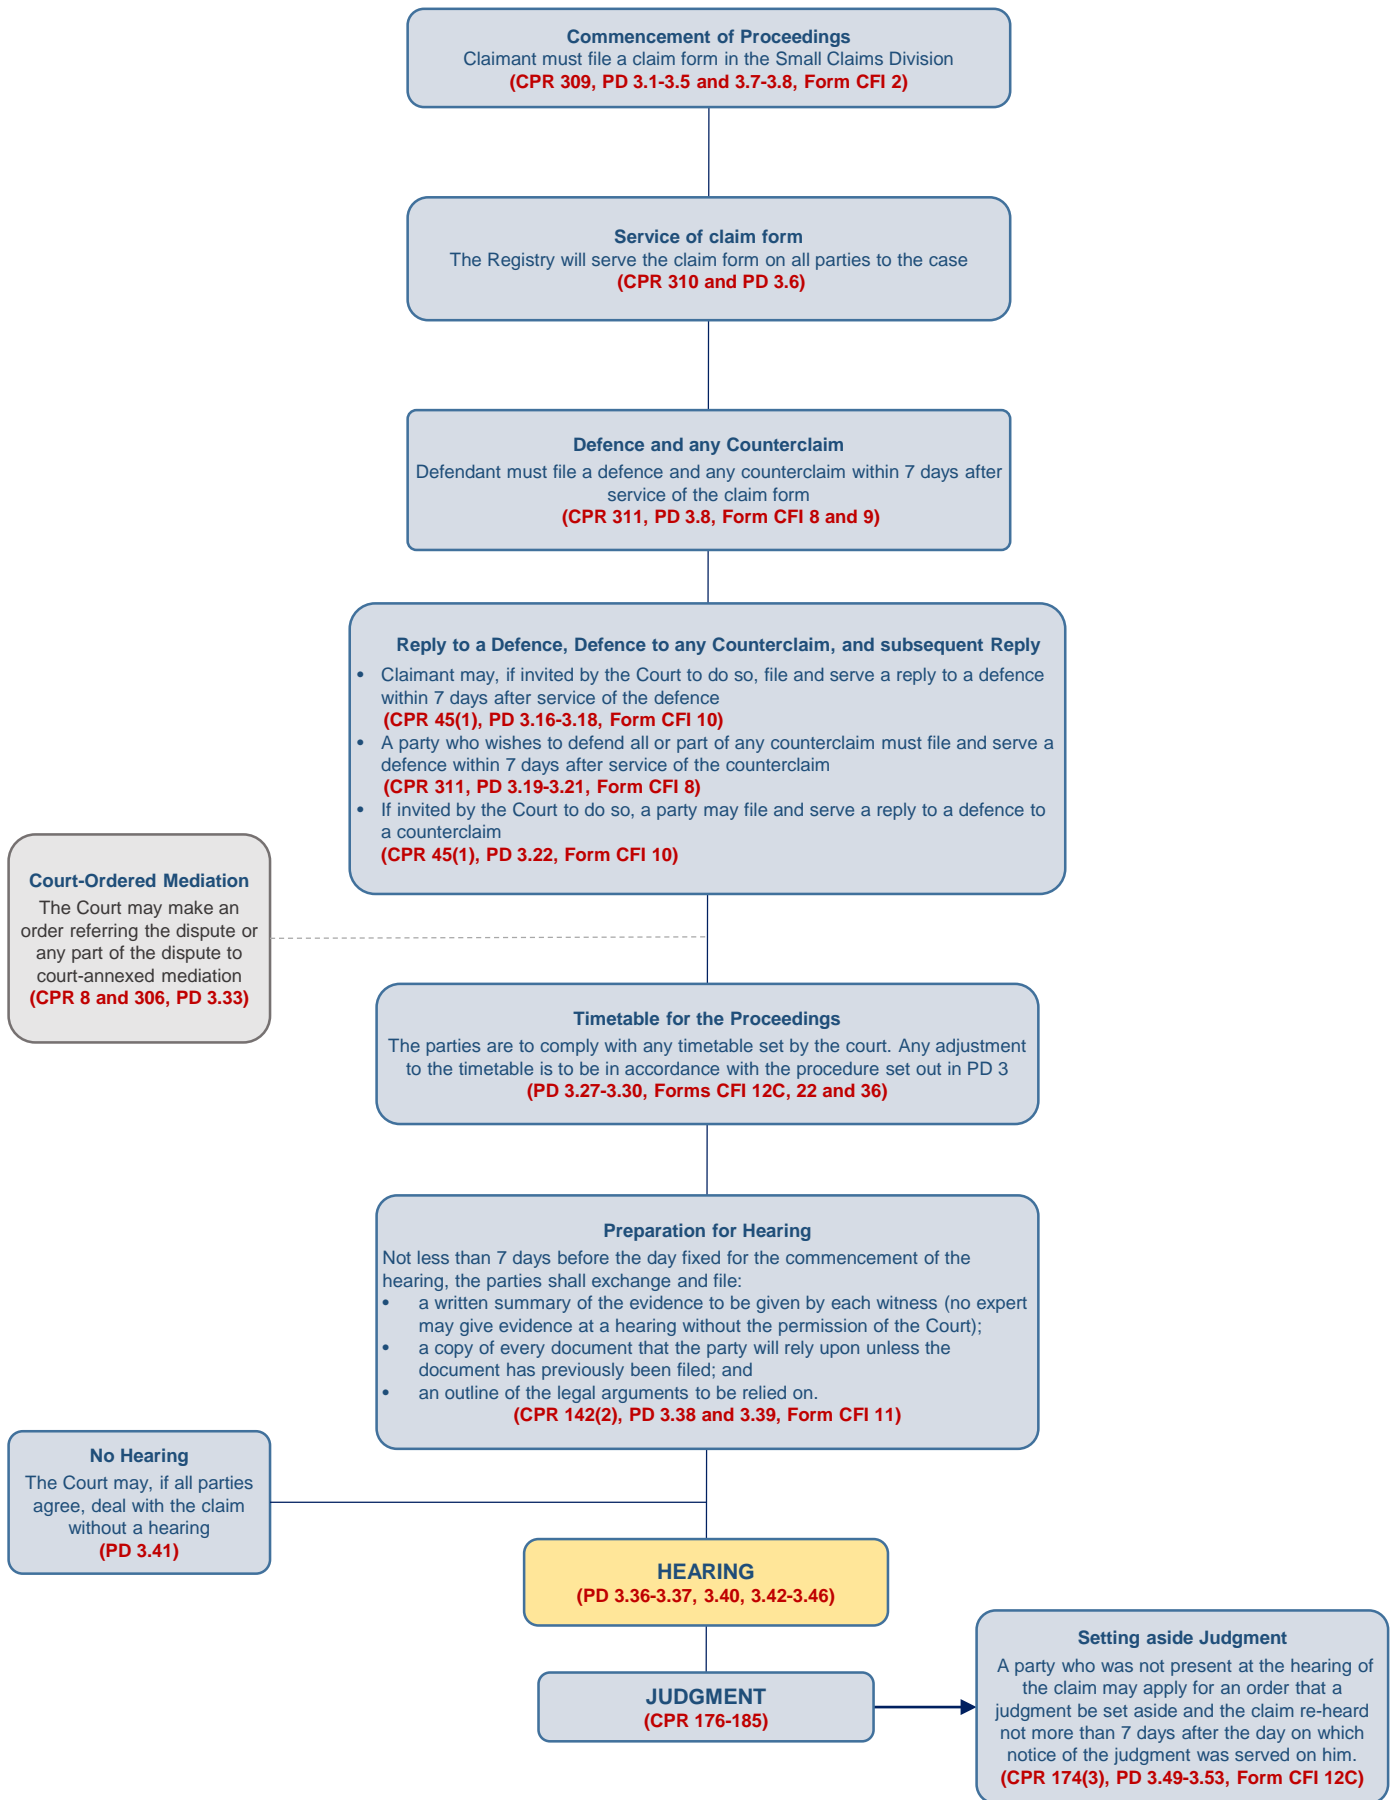 Commencement of Proceedings
Claimant must file a claim form in the Small Claims Division
(CPR 309, PD 3.1-3.5 and 3.7-3.8, Form CFI 2)
Service of claim form
The Registry will serve the claim form on all parties to the case
(CPR 310 and PD 3.6)
Defence and any Counterclaim
Defendant must file a defence and any counterclaim within 7 days after
service of the claim form
(CPR 311, PD 3.8, Form CFI 8 and 9)
Reply to a Defence, Defence to any Counterclaim, and subsequent Reply
• Claimant may, if invited by the Court to do so, file and serve a reply to a defence
within 7 days after service of the defence
(CPR 45(1), PD 3.16-3.18, Form CFI 10)
• A party who wishes to defend all or part of any counterclaim must file and serve a
defence within 7 days after service of the counterclaim
(CPR 311, PD 3.19-3.21, Form CFI 8)
• If invited by the Court to do so, a party may file and serve a reply to a defence to
a counterclaim
(CPR 45(1), PD 3.22, Form CFI 10)
Court-Ordered Mediation
The Court may make an
order referring the dispute or
any part of the dispute to
court-annexed mediation
(CPR 8 and 306, PD 3.33)
Timetable for the Proceedings
The parties are to comply with any timetable set by the court. Any adjustment
to the timetable is to be in accordance with the procedure set out in PD 3
(PD 3.27-3.30, Forms CFI 12C, 22 and 36)
Preparation for Hearing
Not less than 7 days before the day fixed for the commencement of the
hearing, the parties shall exchange and file:
• a written summary of the evidence to be given by each witness (no expert
may give evidence at a hearing without the permission of the Court);
• a copy of every document that the party will rely upon unless the
document has previously been filed; and
• an outline of the legal arguments to be relied on.
(CPR 142(2), PD 3.38 and 3.39, Form CFI 11)
No Hearing
The Court may, if all parties
agree, deal with the claim
without a hearing
(PD 3.41)
HEARING
(PD 3.36-3.37, 3.40, 3.42-3.46)
JUDGMENT
(CPR 176-185)
Setting aside Judgment
A party who was not present at the hearing of
the claim may apply for an order that a
judgment be set aside and the claim re-heard
not more than 7 days after the day on which
notice of the judgment was served on him.
(CPR 174(3), PD 3.49-3.53, Form CFI 12C)